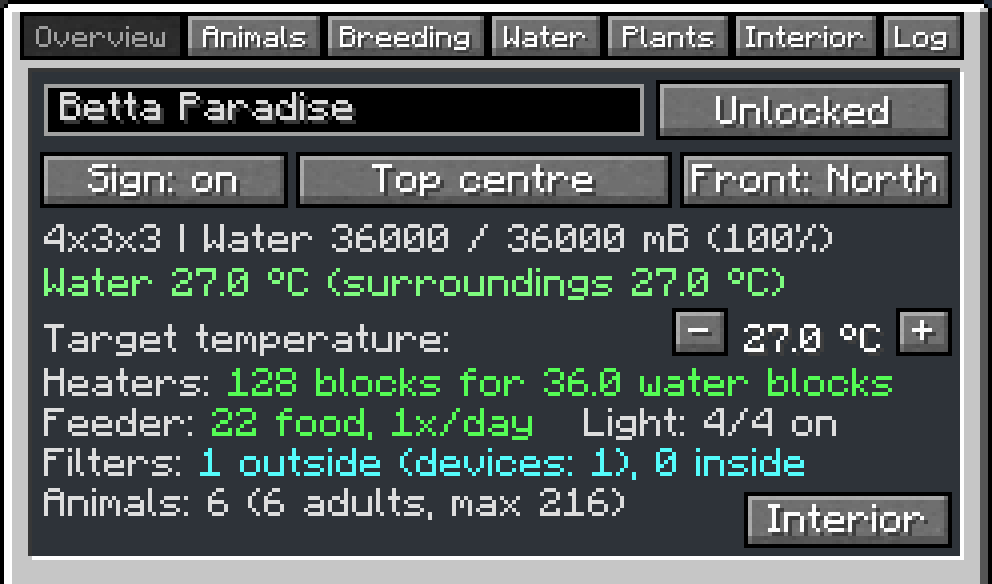 Overview Animals Breeding Water Plants Interior Log
Betta Paradise Unlocked
Sign: on Top centre Front: North
4x3x3 | Water 36000 / 36000 mB (100%)
Water 27.0 ºC (surroundings 27.0 ºC)
Target temperature: - 27.0 ºC +
Heaters: 128 blocks for 36.0 water blocks
Feeder: 22 food, 1x/day Light: 4/4 on
Filters: 1 outside (devices: 1), 0 inside
Animals: 6 (6 adults, max 216)
Interior